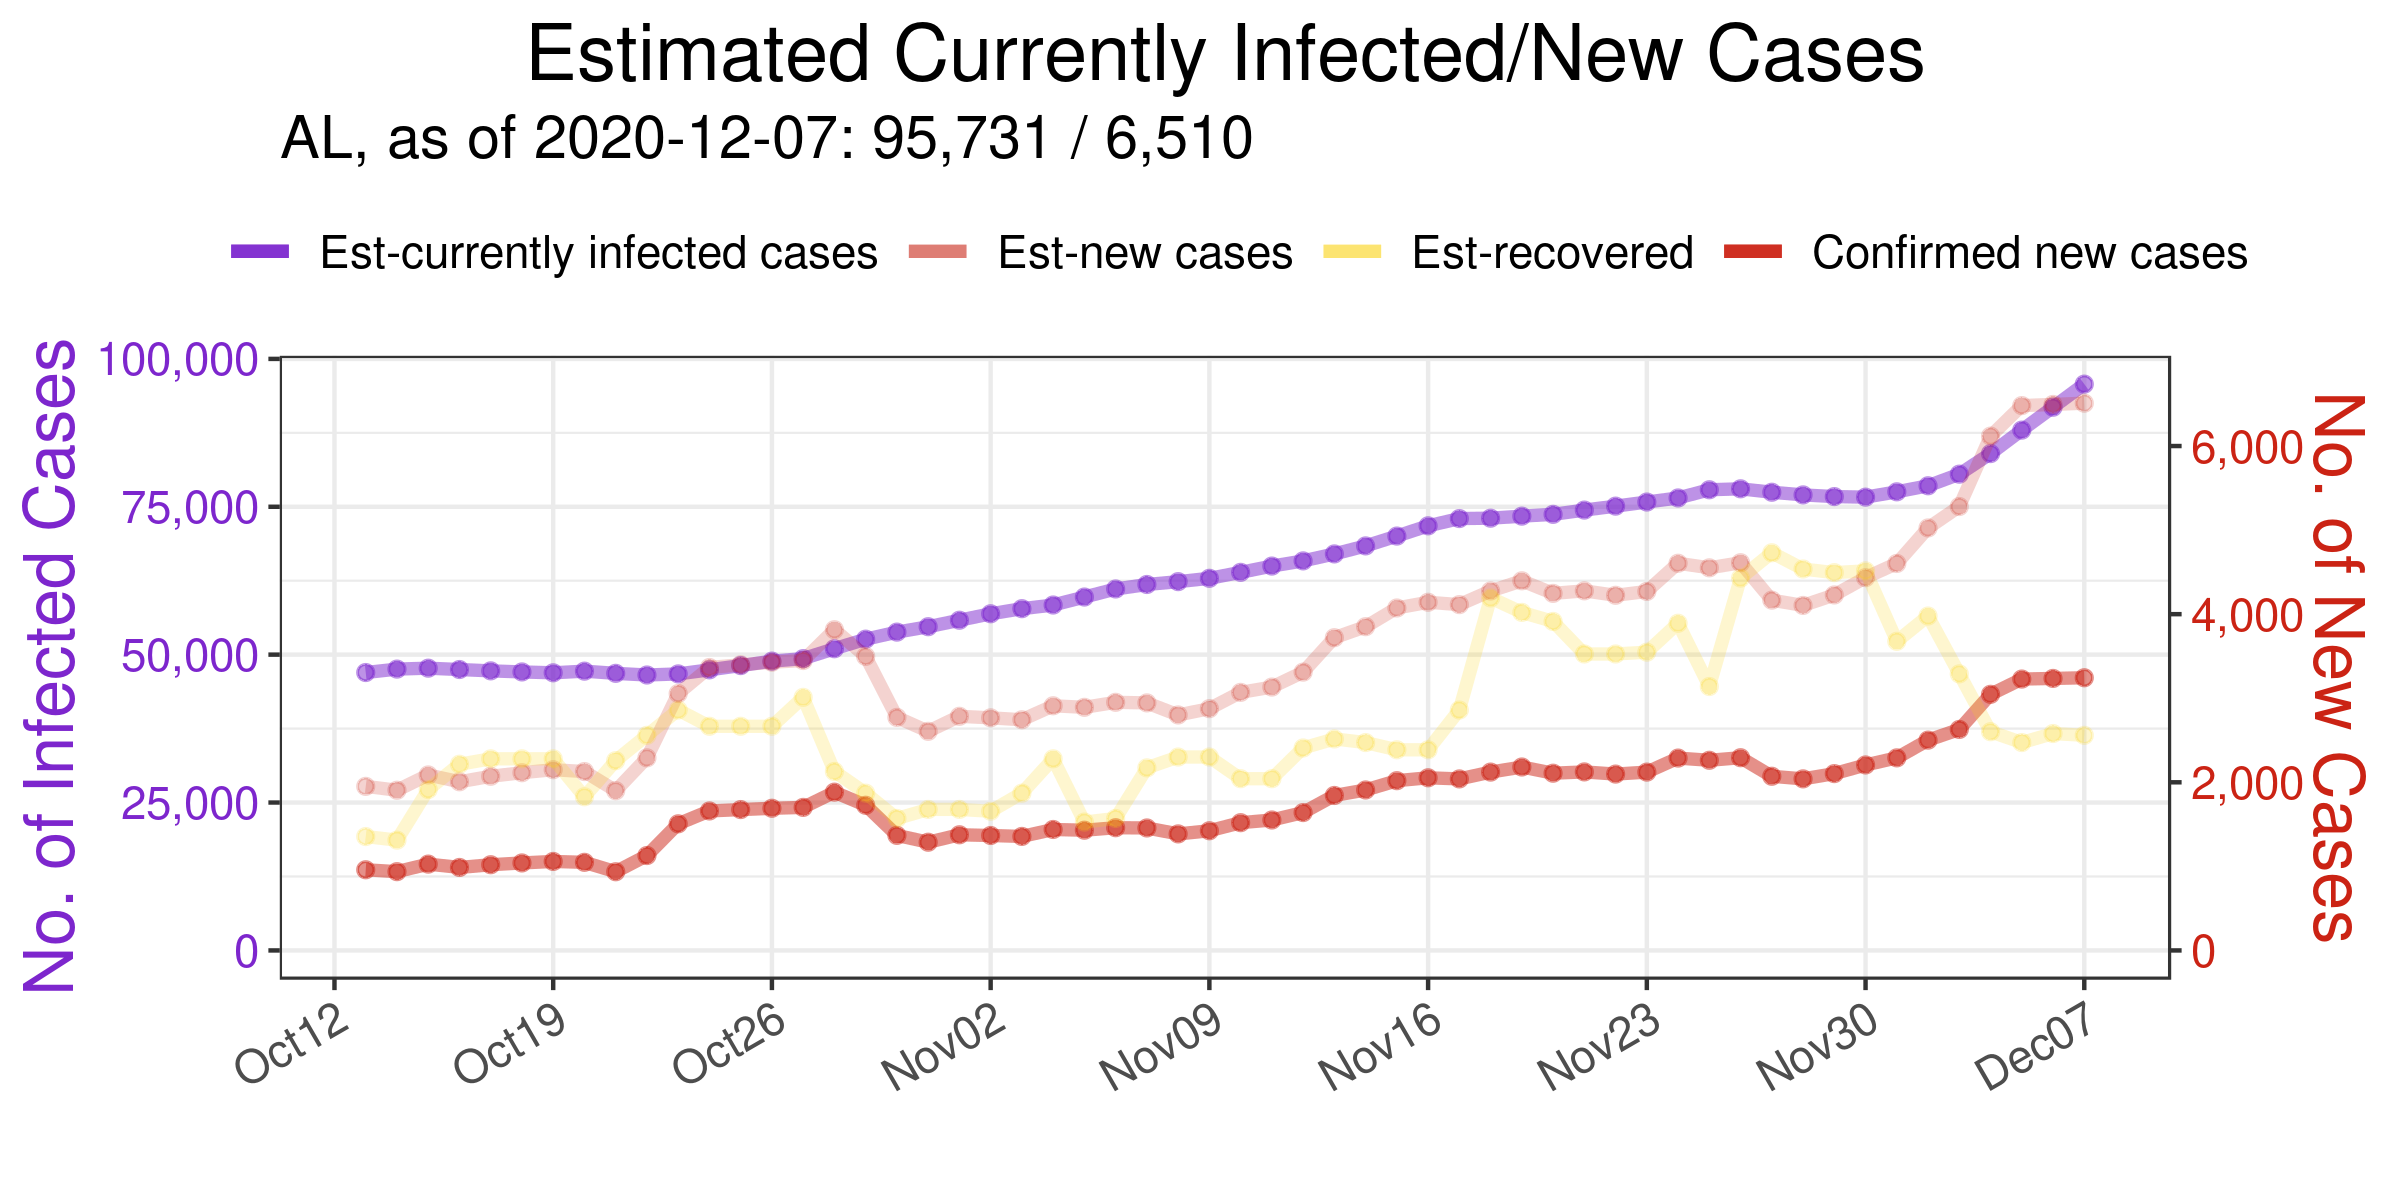 Estimated Currently Infected/New Cases
AL, as of 2020-12-07: 95,731 / 6,510
Est-currently infected cases Est-new cases Est-recovered Confirmed new cases
No. of Infected Cases
100,000
75,000
50,000
25,000
0
6,000
4,000
2,000
0
No. of New Cases
Oct12 Oct19 Oct26 Nov02 Nov09 Nov16 Nov23 Nov30 Dec07